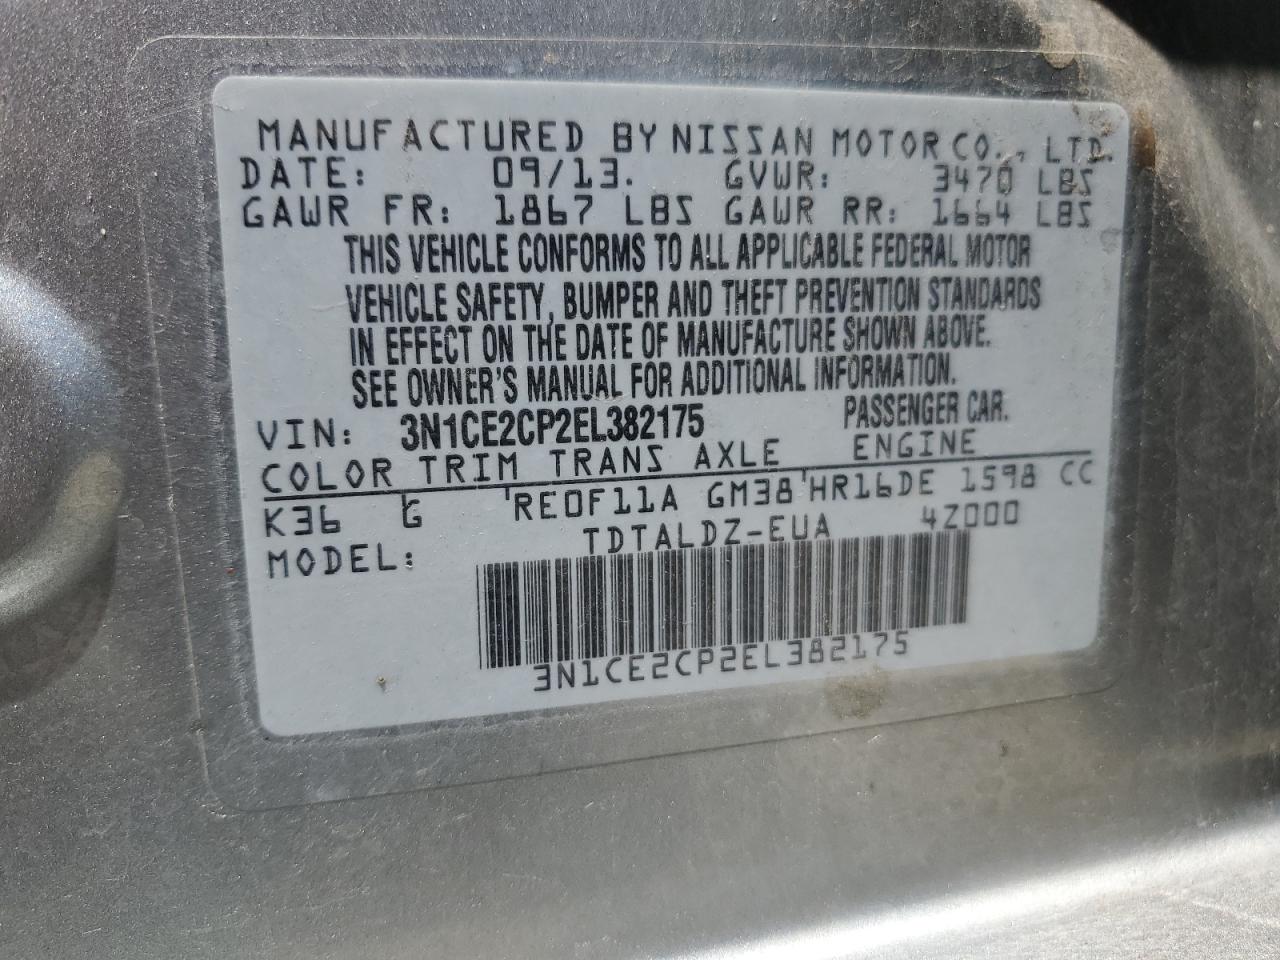 MANUFACTURED BY NISSAN MOTOR CO., LTD.
DATE: 09/13. GVWR: 3470 LBS
GAWR FR: 1867 LBS GAWR RR: 1664 LBS
THIS VEHICLE CONFORMS TO ALL APPLICABLE FEDERAL MOTOR
VEHICLE SAFETY, BUMPER AND THEFT PREVENTION STANDARDS
IN EFFECT ON THE DATE OF MANUFACTURE SHOWN ABOVE.
SEE OWNER'S MANUAL FOR ADDITIONAL INFORMATION.
VIN: 3N1CE2CP2EL382175 PASSENGER CAR.
COLOR TRIM TRANS AXLE ENGINE
K36 G RE0F11A GM38 HR16DE 1598 CC
MODEL: TDTALDZ-EUA 4Z000
3N1CE2CP2EL382175